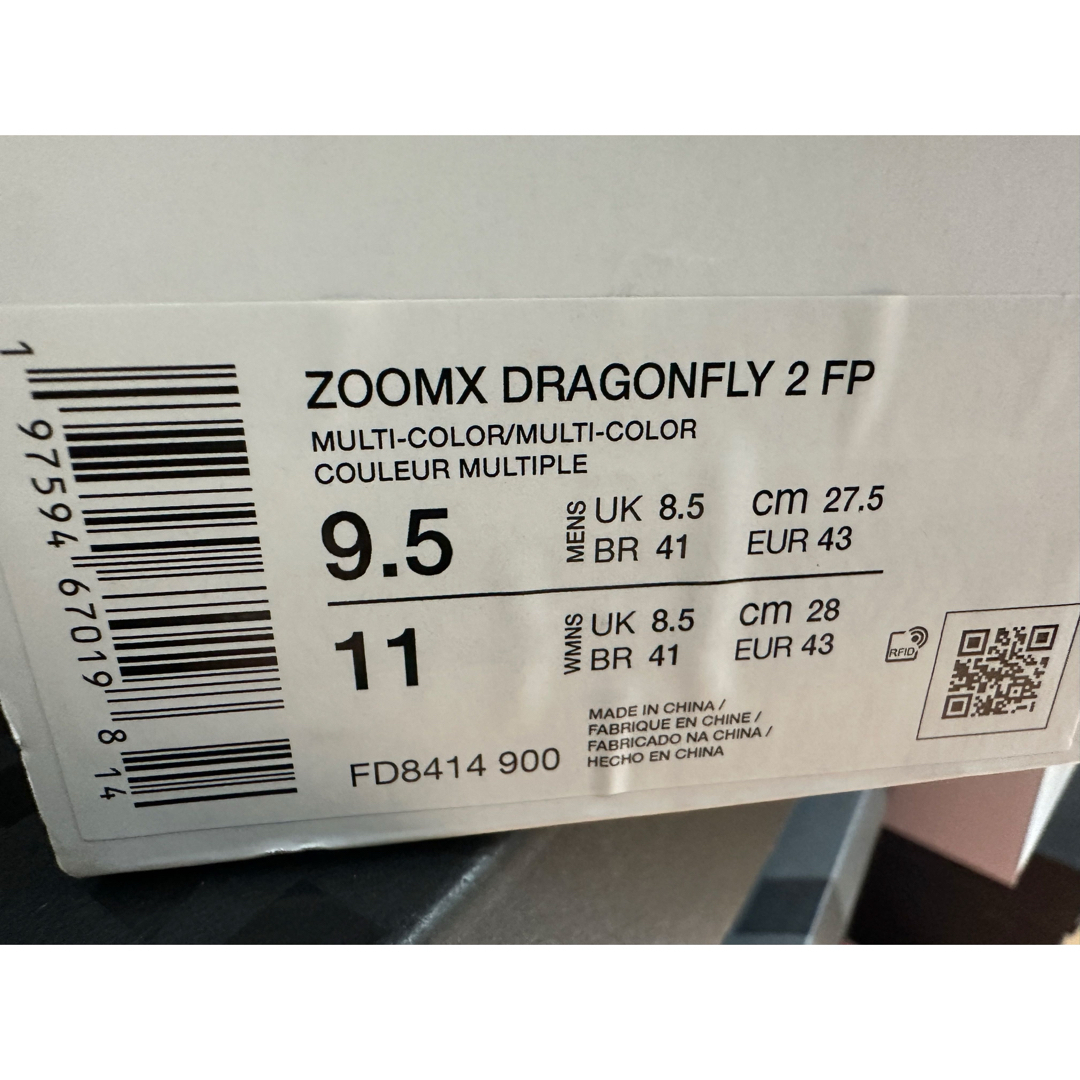 ZOOMX DRAGONFLY 2 FP
MULTI-COLOR/MULTI-COLOR
COULEUR MULTIPLE
9.5 MENS UK 8.5 cm 27.5
BR 41 EUR 43
11 WMNS UK 8.5 cm 28
BR 41 EUR 43
RFID
MADE IN CHINA /
FABRIQUE EN CHINE /
FABRICADO NA CHINA /
HECHO EN CHINA
FD8414 900
1 97594 67019 8 14